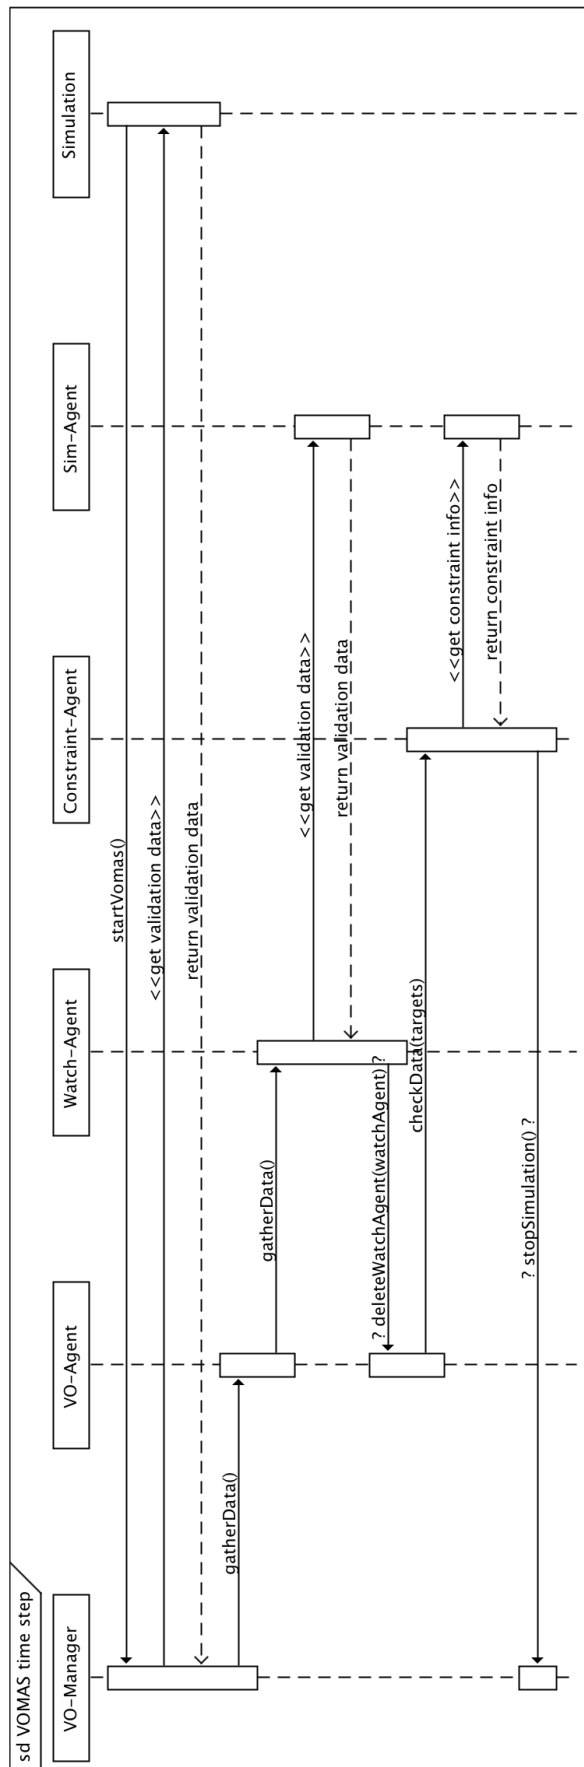 sd VOMAS time step
VO-Manager
VO-Agent
Watch-Agent
Constraint-Agent
Sim-Agent
Simulation
startVomas()
<<get validation data>>
return validation data
gatherData()
gatherData()
<<get validation data>>
return validation data
? deleteWatchAgent(watchAgent) ?
checkData(targets)
<<get constraint info>>
return constraint info
? stopSimulation() ?